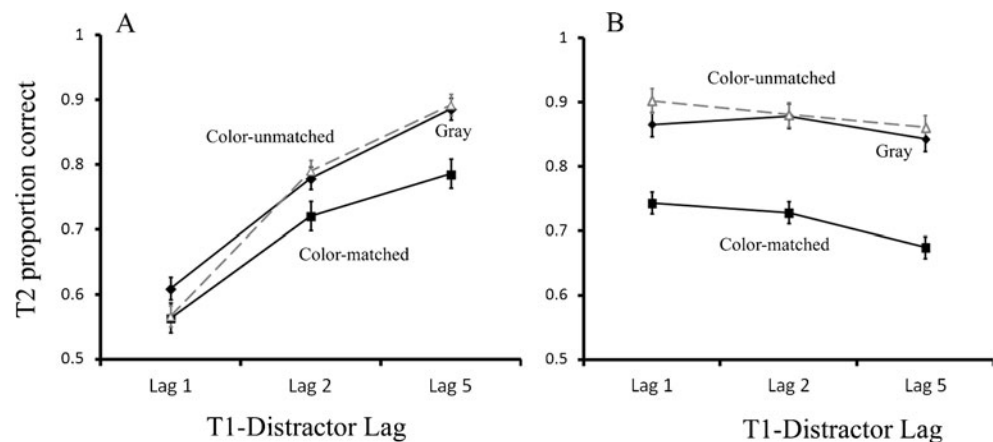 A
T2 proportion correct
1
0.9
0.8
0.7
0.6
0.5
Color-unmatched
Gray
Color-matched
Lag 1
Lag 2
Lag 5
T1-Distractor Lag
B
1
0.9
0.8
0.7
0.6
0.5
Color-unmatched
Gray
Color-matched
Lag 1
Lag 2
Lag 5
T1-Distractor Lag